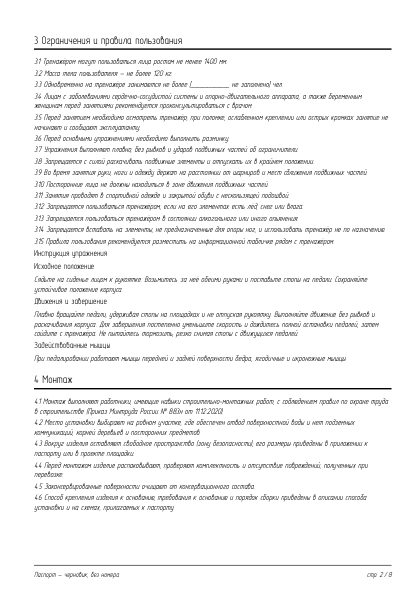 3 Ограничения и правила пользования
3.1 Тренажёром могут пользоваться лица ростом не менее 1400 мм
3.2 Масса тела пользователя – не более 120 кг
3.3 Одновременно на тренажере занимается не более (__________ не заполнено) чел.
3.4 Лицам с заболеваниями сердечно-сосудистой системы и опорно-двигательного аппарата, а также беременным
женщинам перед занятиями рекомендуется проконсультироваться с врачом
3.5 Перед занятием необходимо осмотреть тренажер, при поломке, ослабленном креплении или острых кромках занятие не
начинают и сообщают эксплуатанту
3.6 Перед основными упражнениями необходимо выполнить разминку
3.7 Упражнения выполняют плавно, без рывков и ударов подвижных частей об ограничители
3.8 Запрещается с силой раскачивать подвижные элементы и отпускать их в крайнем положении
3.9 Во время занятия руки, ноги и одежду держат на расстоянии от шарниров и мест сближения подвижных частей
3.10 Посторонние лица не должны находиться в зоне движения подвижных частей
3.11 Занятия проводят в спортивной одежде и закрытой обуви с нескользящей подошвой
3.12 Запрещается пользоваться тренажёром, если на его элементах есть лёд, снег или влага
3.13 Запрещается пользоваться тренажёром в состоянии алкогольного или иного опьянения
3.14 Запрещается вставать на элементы, не предназначенные для опоры ног, и использовать тренажёр не по назначению
3.15 Правила пользования рекомендуется разместить на информационной табличке рядом с тренажером
Инструкция упражнения
Исходное положение
Сядьте на сиденье лицом к рукоятке. Возьмитесь за нее обеими руками и поставьте стопы на педали. Сохраняйте
устойчивое положение корпуса.
Движения и завершение
Плавно вращайте педали, удерживая стопы на площадках и не отпуская рукоятку. Выполняйте движение без рывков и
раскачивания корпуса. Для завершения постепенно уменьшите скорость и дождитесь полной остановки педалей, затем
сойдите с тренажера. Не пытайтесь тормозить, резко снимая стопы с движущихся педалей.
Задействованные мышцы
При педалировании работают мышцы передней и задней поверхности бедра, ягодичные и икроножные мышцы.
4 Монтаж
4.1 Монтаж выполняют работники, имеющие навыки строительно-монтажных работ, с соблюдением правил по охране труда
в строительстве (Приказ Минтруда России № 883н от 11.12.2020)
4.2 Место установки выбирают на ровном участке, где обеспечен отвод поверхностной воды и нет подземных
коммуникаций, корней деревьев и посторонних предметов
4.3 Вокруг изделия оставляют свободное пространство (зону безопасности), его размеры приведены в приложении к
паспорту или в проекте площадки
4.4 Перед монтажом изделие распаковывают, проверяют комплектность и отсутствие повреждений, полученных при
перевозке
4.5 Законсервированные поверхности очищают от консервационного состава.
4.6 Способ крепления изделия к основанию, требования к основанию и порядок сборки приведены в описании способа
установки и на схемах, прилагаемых к паспорту
Паспорт – черновик, без номера
стр. 2 / 8